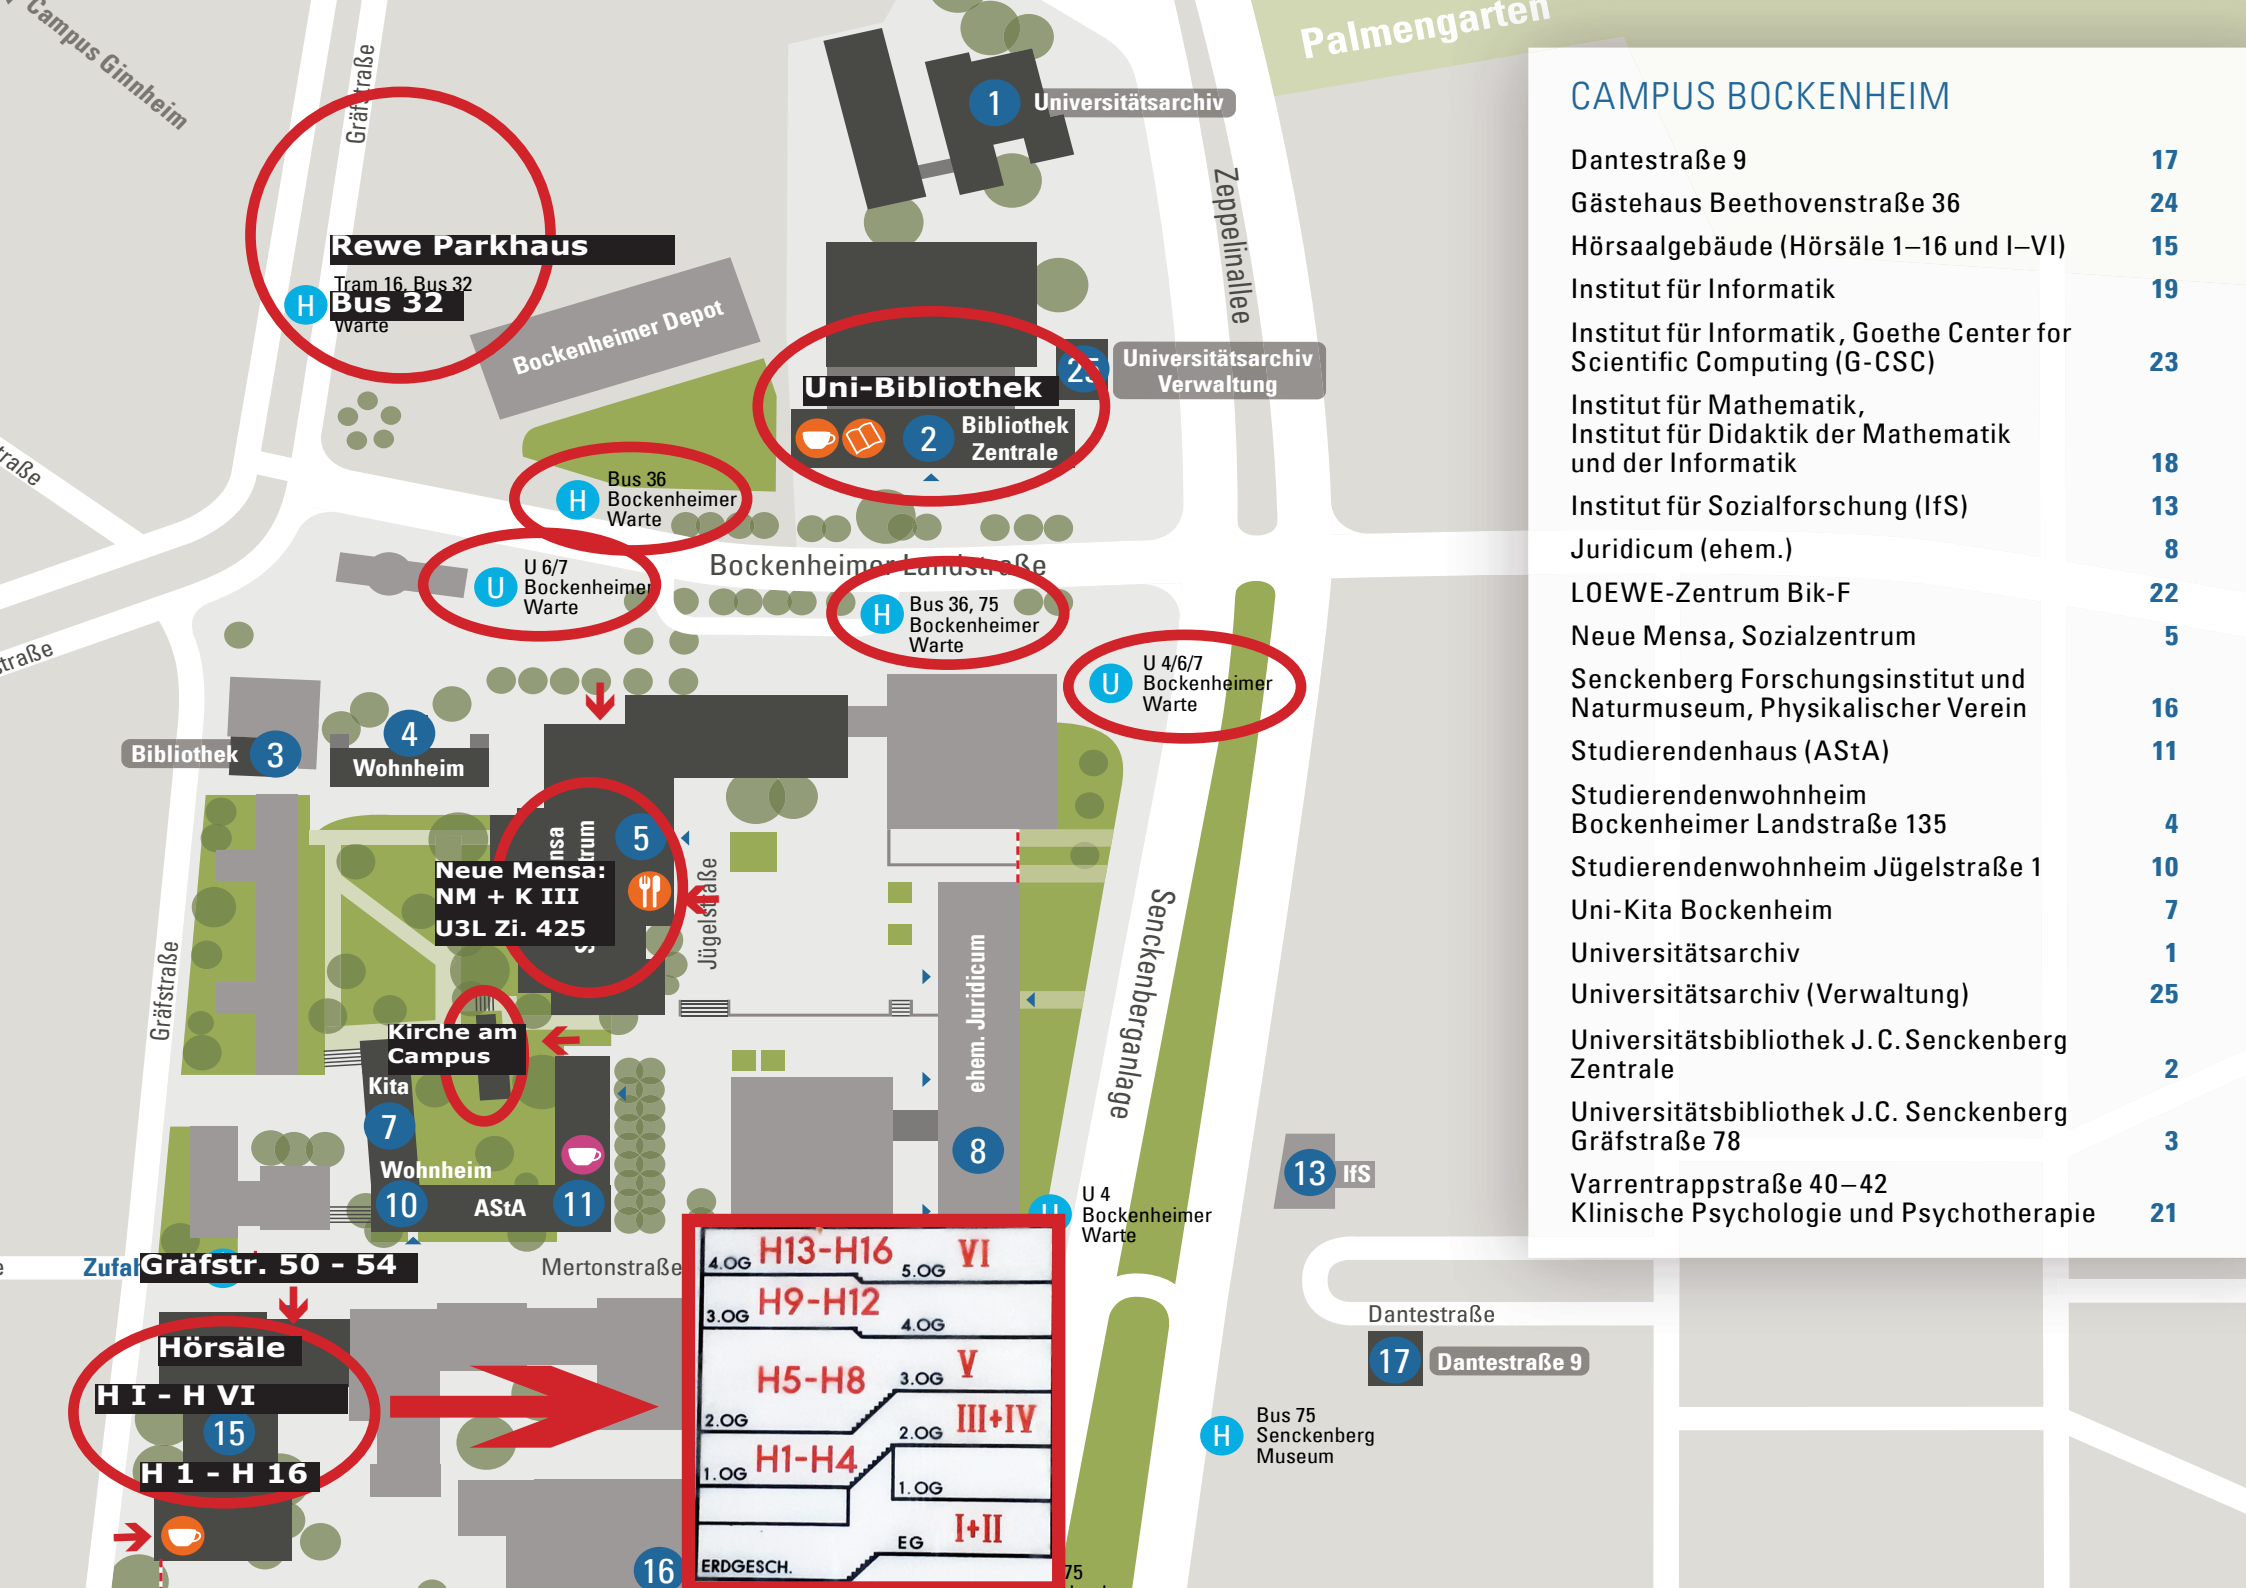 Campus Ginnheim
Gräfstraße
Palmengarten
1
Universitätsarchiv
Zeppelinallee
Rewe Parkhaus
Tram 16, Bus 32
H
Bus 32
Warte
Bockenheimer Depot
25
Universitätsarchiv
Verwaltung
Uni-Bibliothek
2
Bibliothek
Zentrale
traße
H
Bus 36
Bockenheimer
Warte
Bockenheimer Landstraße
U
U 6/7
Bockenheimer
Warte
H
Bus 36, 75
Bockenheimer
Warte
U
U 4/6/7
Bockenheimer
Warte
traße
Bibliothek
3
4
Wohnheim
5
nsa
trum
Neue Mensa:
NM + K III
U3L Zi. 425
Jügelstraße
Senckenberganlage
Gräfstraße
ehem. Juridicum
8
Kirche am
Campus
Kita
7
Wohnheim
10
AStA
11
13
IfS
U
U 4
Bockenheimer
Warte
Zufa
Gräfstr. 50 - 54
Mertonstraße
Hörsäle
H I - H VI
15
H 1 - H 16
16
4.OG H13-H16 5.OG VI
3.OG H9-H12 4.OG
H5-H8 3.OG V
2.OG 2.OG III+IV
1.OG H1-H4 1.OG
ERDGESCH. EG I+II
75
Dantestraße
17
Dantestraße 9
H
Bus 75
Senckenberg
Museum
CAMPUS BOCKENHEIM
Dantestraße 9 17
Gästehaus Beethovenstraße 36 24
Hörsaalgebäude (Hörsäle 1–16 und I–VI) 15
Institut für Informatik 19
Institut für Informatik, Goethe Center for
Scientific Computing (G-CSC) 23
Institut für Mathematik,
Institut für Didaktik der Mathematik
und der Informatik 18
Institut für Sozialforschung (IfS) 13
Juridicum (ehem.) 8
LOEWE-Zentrum Bik-F 22
Neue Mensa, Sozialzentrum 5
Senckenberg Forschungsinstitut und
Naturmuseum, Physikalischer Verein 16
Studierendenhaus (AStA) 11
Studierendenwohnheim
Bockenheimer Landstraße 135 4
Studierendenwohnheim Jügelstraße 1 10
Uni-Kita Bockenheim 7
Universitätsarchiv 1
Universitätsarchiv (Verwaltung) 25
Universitätsbibliothek J.C. Senckenberg
Zentrale 2
Universitätsbibliothek J.C. Senckenberg
Gräfstraße 78 3
Varrentrappstraße 40–42
Klinische Psychologie und Psychotherapie 21